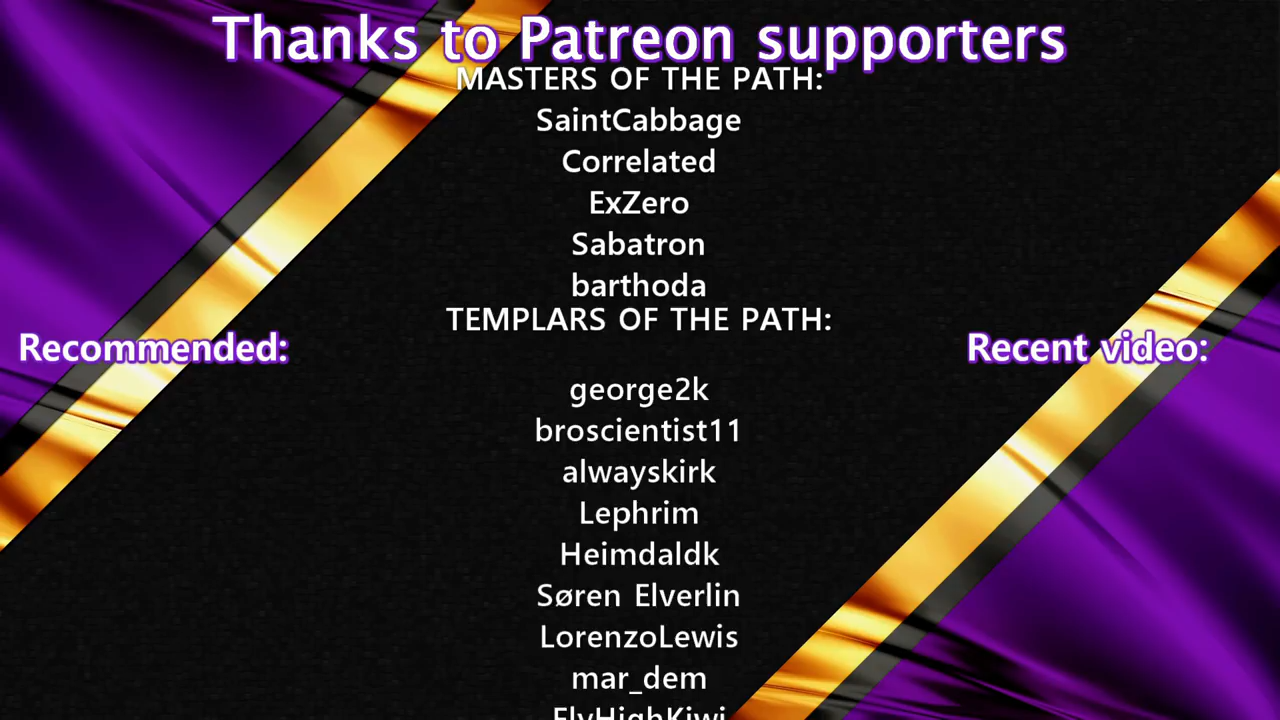 Thanks to Patreon supporters
MASTERS OF THE PATH:
SaintCabbage
Correlated
ExZero
Sabatron
barthoda
TEMPLARS OF THE PATH:
Recommended:
Recent video:
george2k
broscientist11
alwayskirk
Lephrim
Heimdaldk
Søren Elverlin
LorenzoLewis
mar_dem
FlyHighKiwi